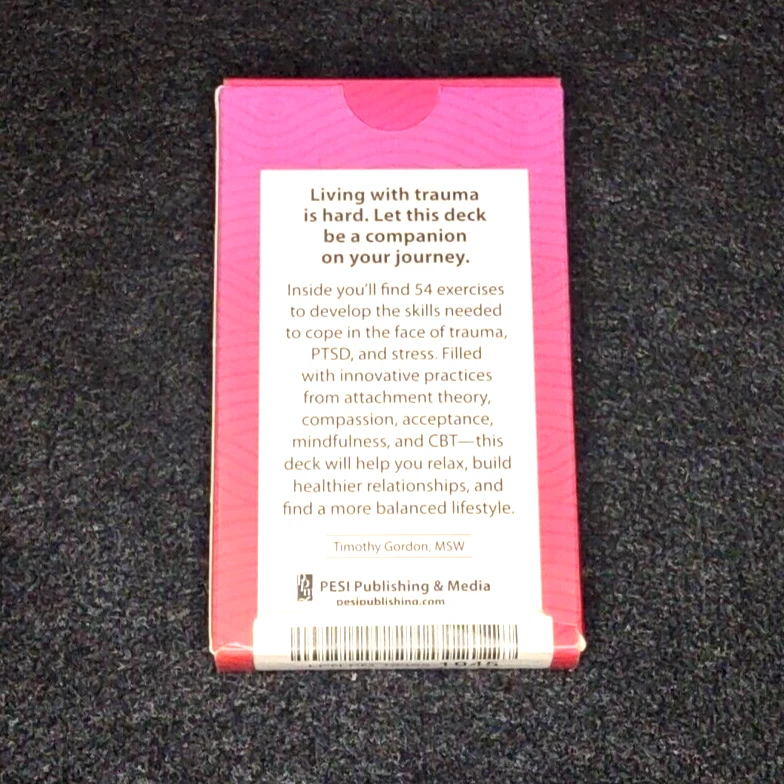 Living with trauma
is hard. Let this deck
be a companion
on your journey.
Inside you'll find 54 exercises
to develop the skills needed
to cope in the face of trauma,
PTSD, and stress. Filled
with innovative practices
from attachment theory,
compassion, acceptance,
mindfulness, and CBT—this
deck will help you relax, build
healthier relationships, and
find a more balanced lifestyle.
Timothy Gordon, MSW
PESI Publishing & Media
pesipublishing.com